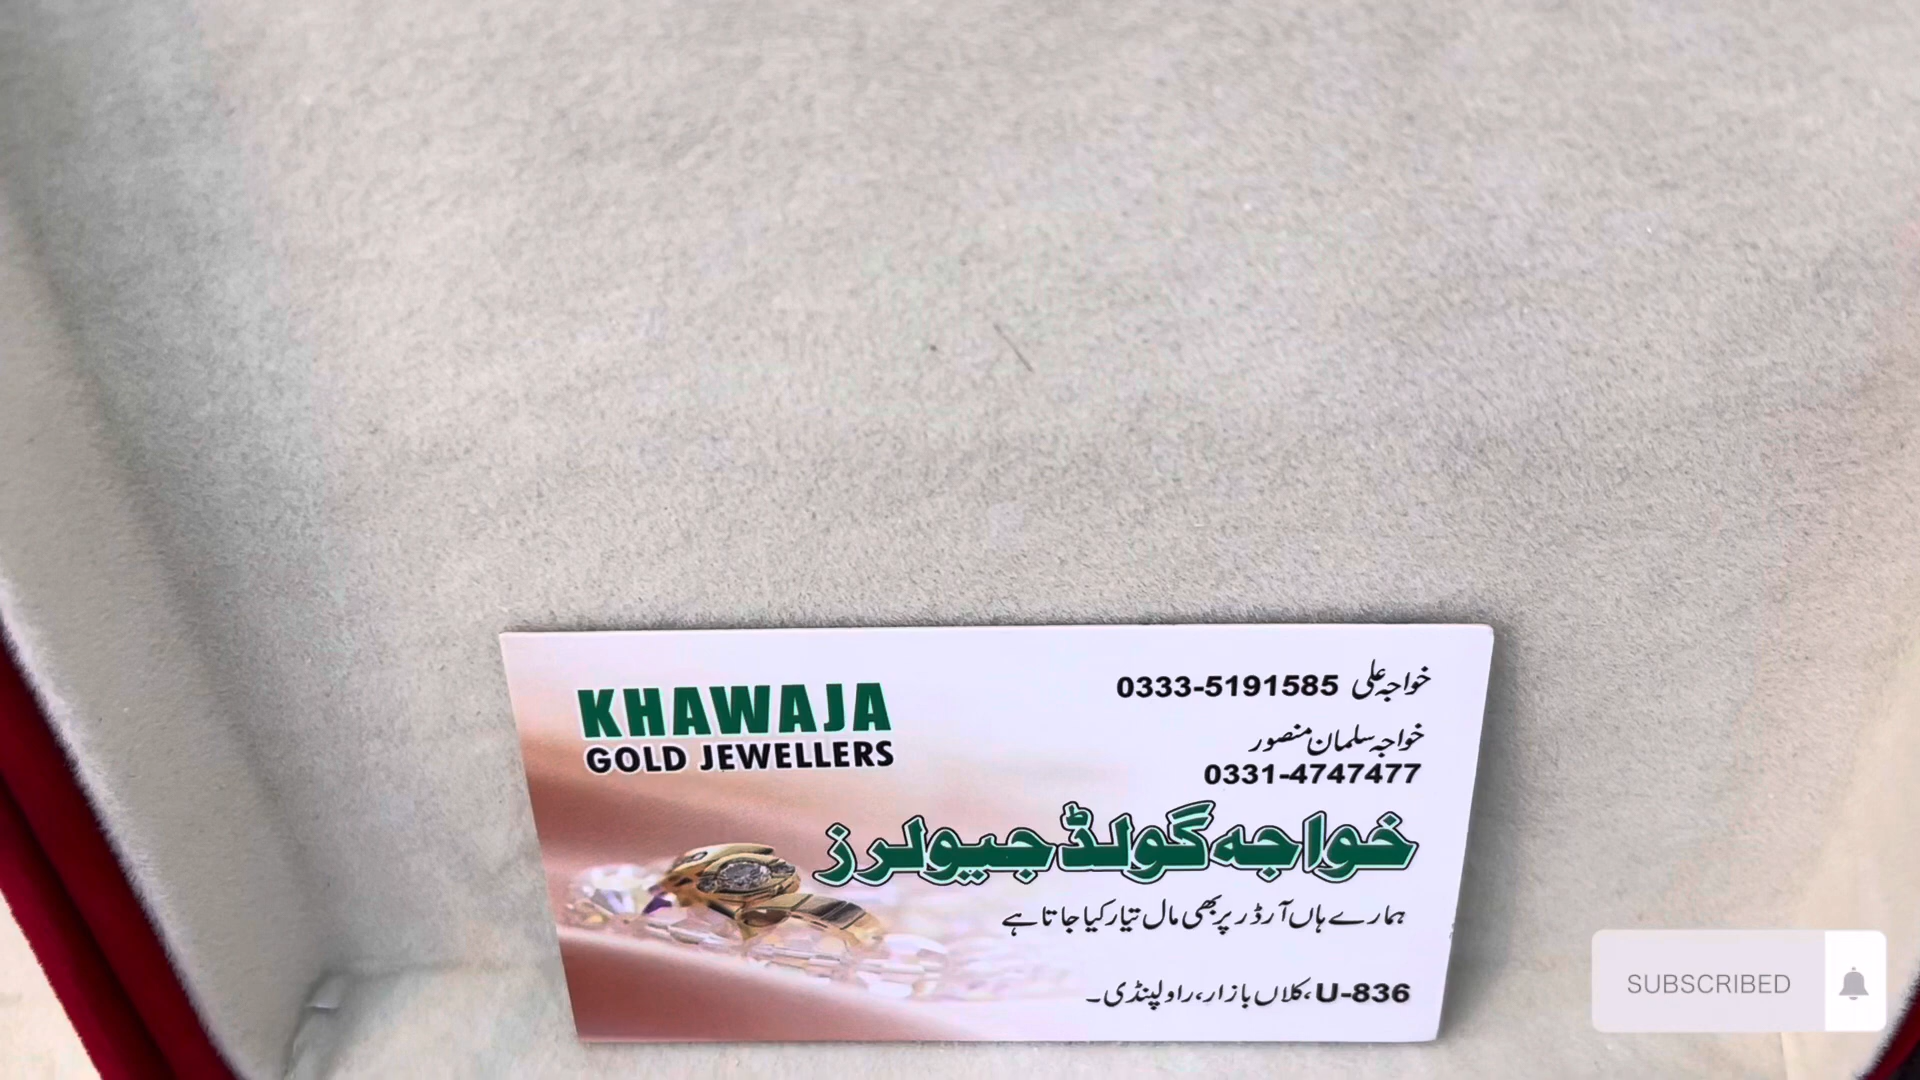 KHAWAJA
GOLD JEWELLERS
خواجہ علی 0333-5191585
خواجہ سلمان منصور
0331-4747477
خواجہ گولڈ جیولرز
ہمارے ہاں آرڈر پر بھی مال تیار کیا جاتا ہے
U-836، کلاں بازار، راولپنڈی۔
SUBSCRIBED